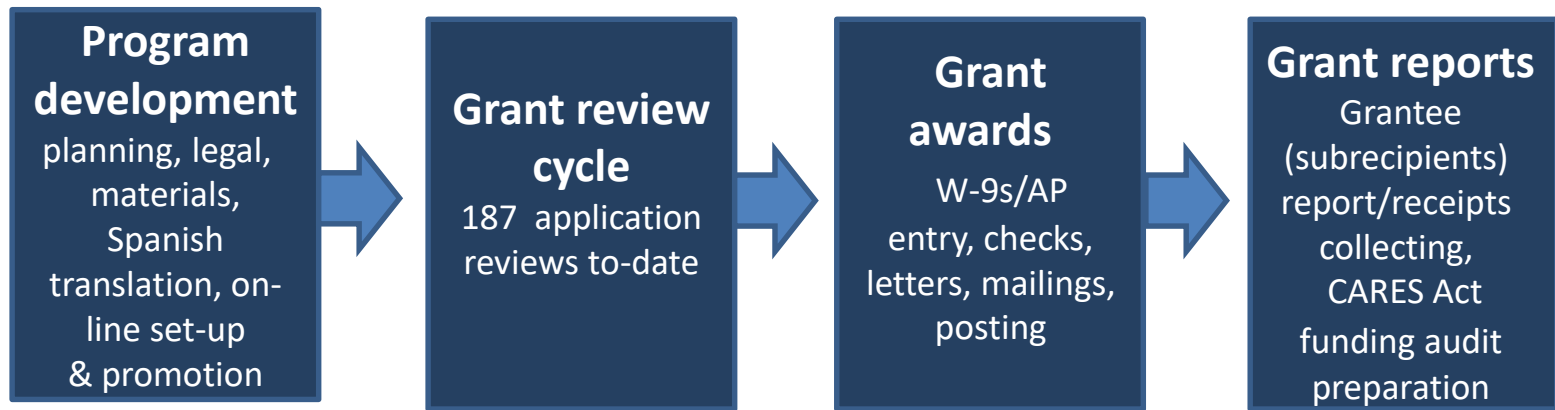 Program
development
planning, legal,
materials,
Spanish
translation, on-
line set-up
& promotion
Grant review
cycle
187 application
reviews to-date
Grant
awards
W-9s/AP
entry, checks,
letters, mailings,
posting
Grant reports
Grantee
(subrecipients)
report/receipts
collecting,
CARES Act
funding audit
preparation